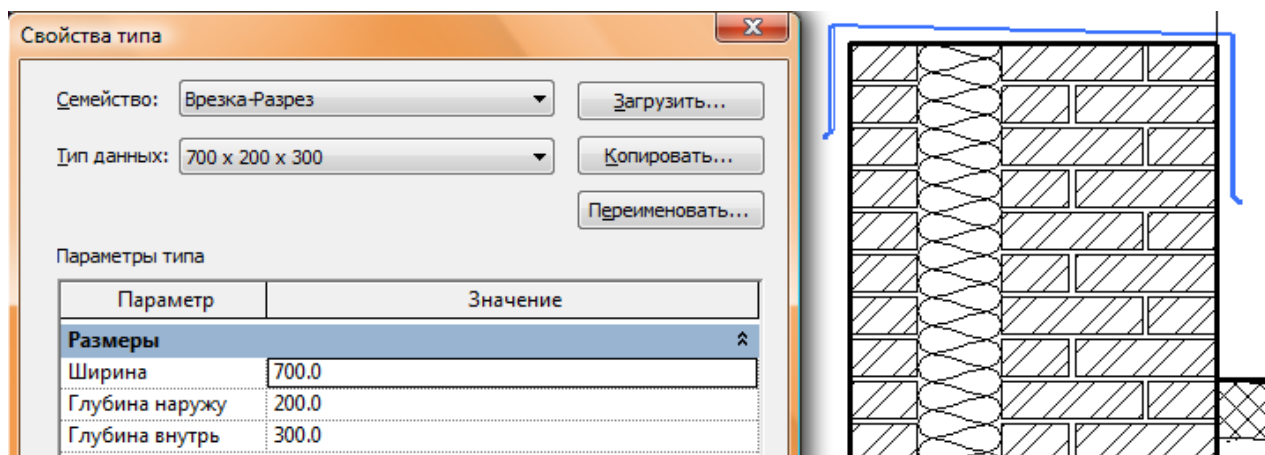 Свойства типа
Семейство: Врезка-Разрез Загрузить...
Тип данных: 700 x 200 x 300 Копировать...
Переименовать...
Параметры типа
Параметр Значение
Размеры
Ширина 700.0
Глубина наружу 200.0
Глубина внутрь 300.0